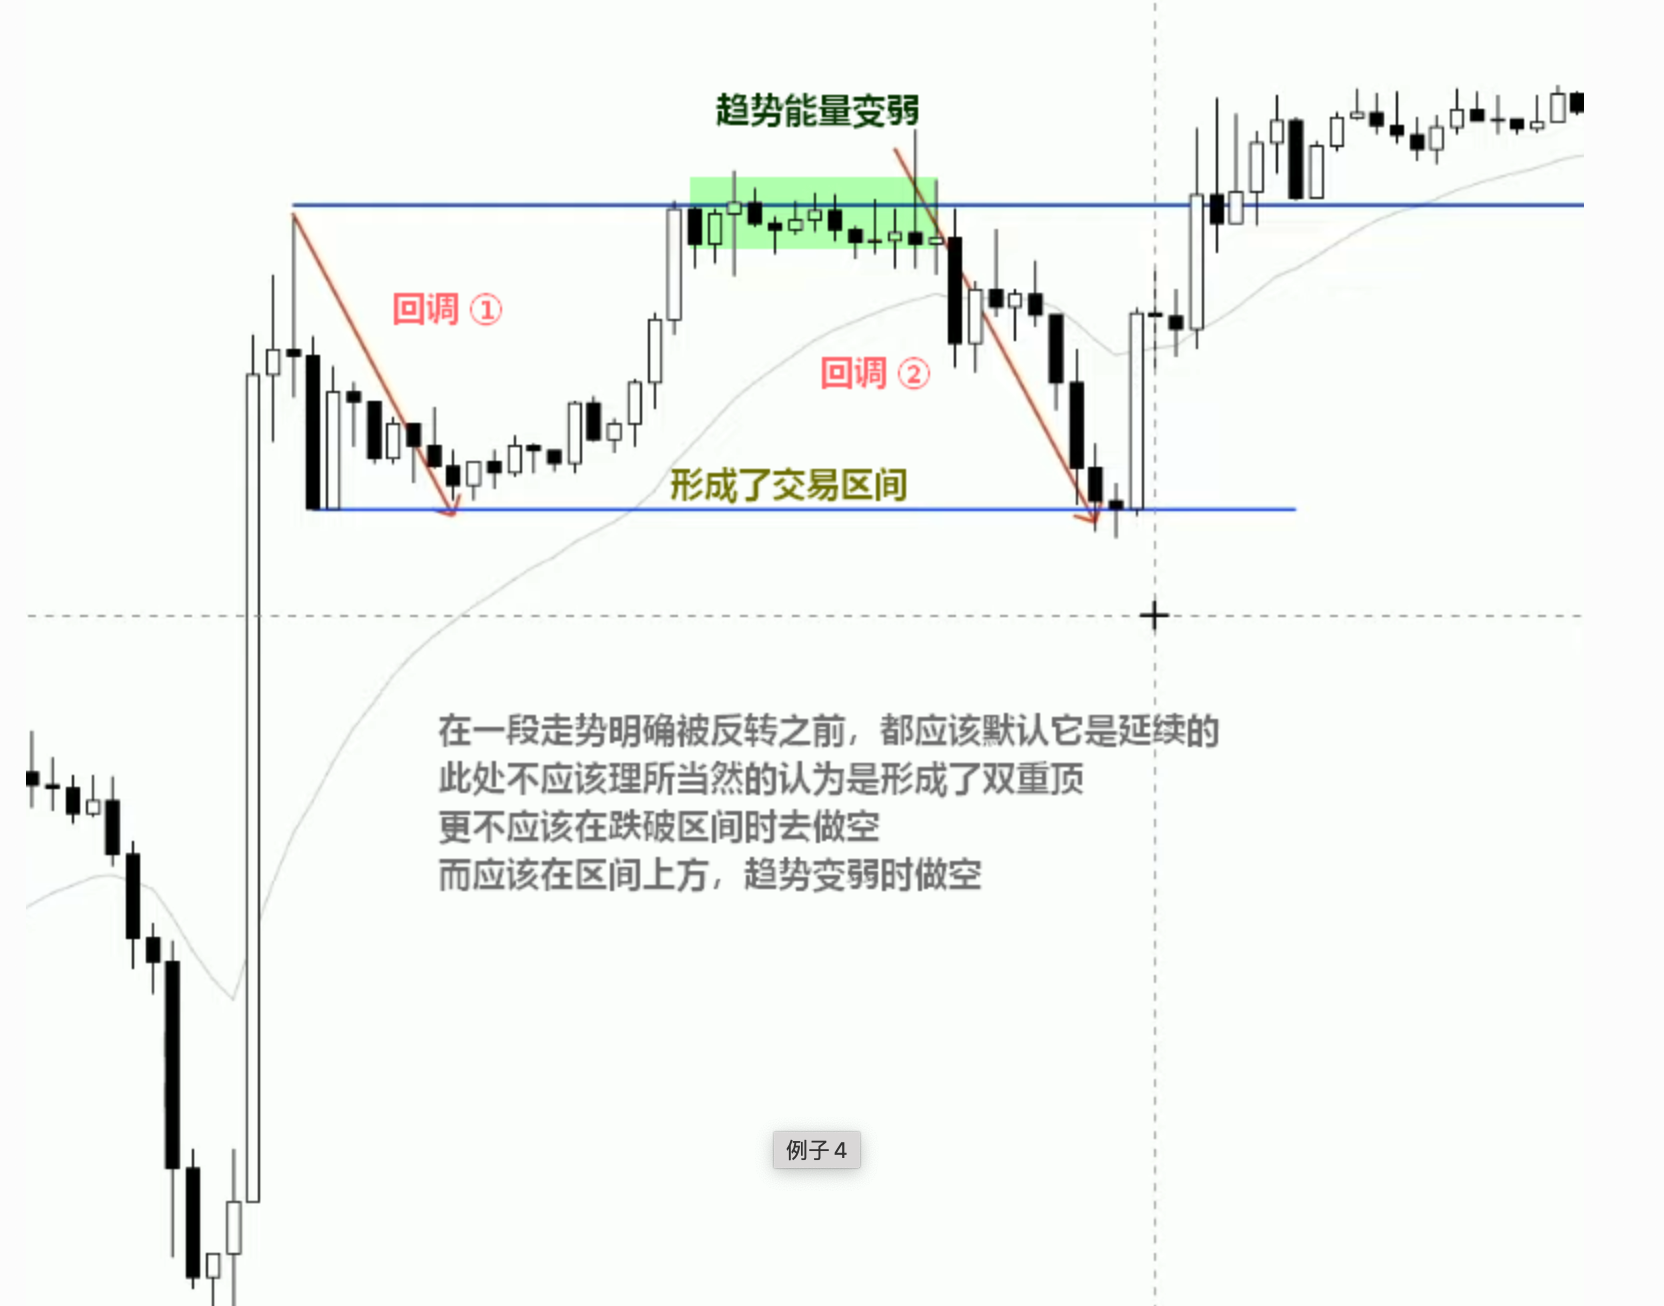 趋势能量变弱
回调 ①
回调 ②
形成了交易区间
在一段走势明确被反转之前，都应该默认它是延续的
此处不应该理所当然的认为是形成了双重顶
更不应该在跌破区间时去做空
而应该在区间上方，趋势变弱时做空
例子 4